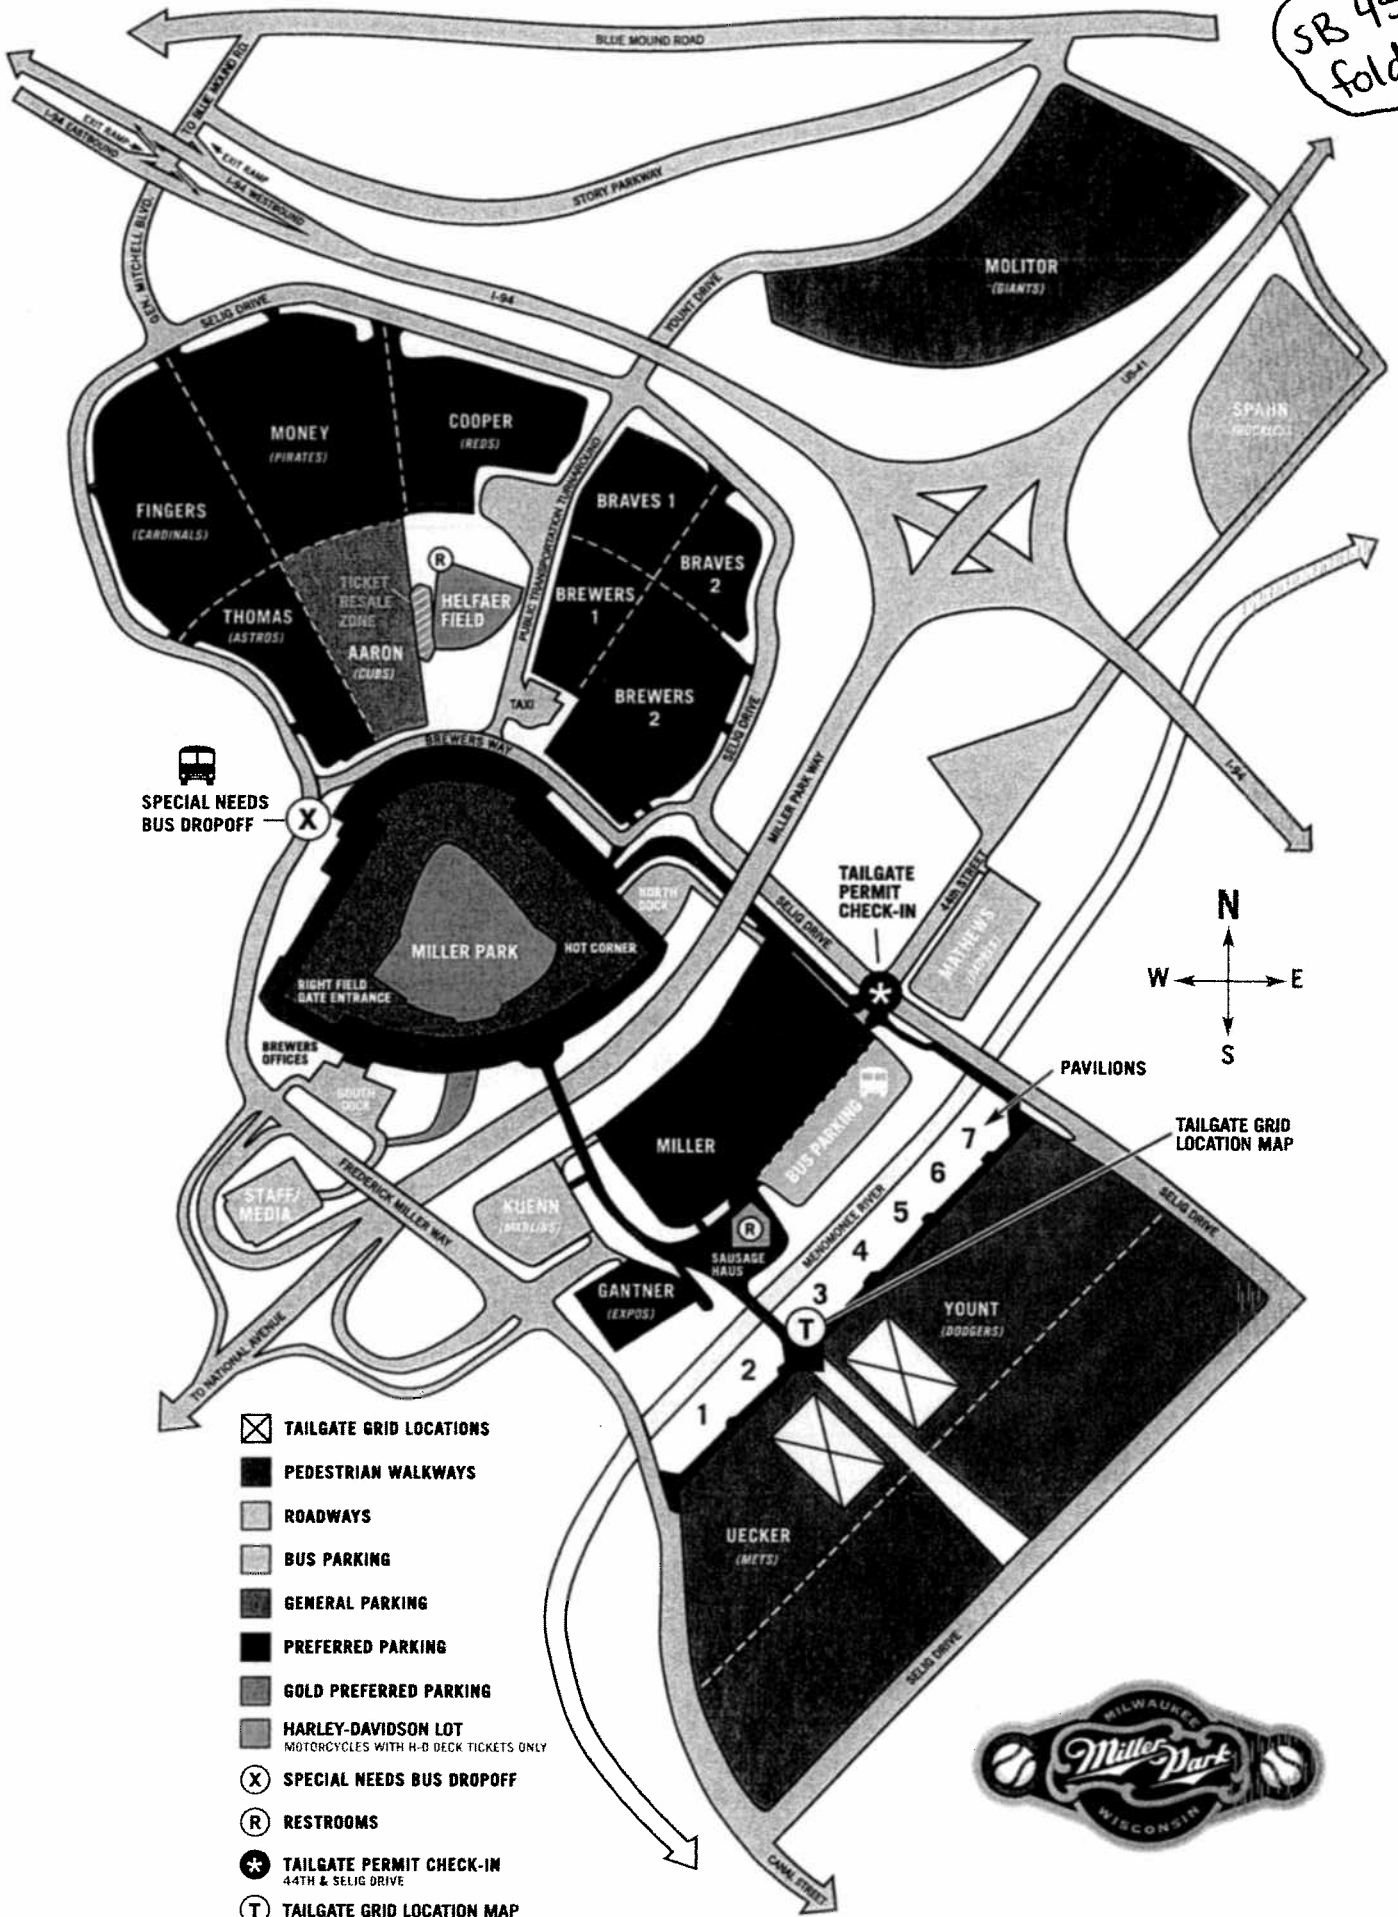 SB 45
fold
BLUE MOUND ROAD
TO BLUE MOUND RD.
EXIT RAMP
I-94 EASTBOUND
EXIT RAMP
I-94 WESTBOUND
STORY PARKWAY
GEN. MITCHELL BLVD.
SELIG DRIVE
I-94
YOUNT DRIVE
MOLITOR
(GIANTS)
US-41
SPAHN
MONEY
(PIRATES)
COOPER
(REDS)
FINGERS
(CARDINALS)
PUBLIC TRANSPORTATION TURNAROUND
BRAVES 1
BRAVES
2
BREWERS
1
BREWERS
2
TICKET
RESALE
ZONE
R
HELFAER
FIELD
THOMAS
(ASTROS)
AARON
(CUBS)
TAXI
BREWERS WAY
SELIG DRIVE
MILLER PARK WAY
I-94
SPECIAL NEEDS
BUS DROPOFF
X
TAILGATE
PERMIT
CHECK-IN
44th STREET
NORTH
DOCK
SELIG DRIVE
MATHEWS
MILLER PARK
HOT CORNER
RIGHT FIELD
GATE ENTRANCE
N
W
E
S
BREWERS
OFFICES
SOUTH
DOCK
PAVILIONS
TAILGATE GRID
LOCATION MAP
MILLER
BUS PARKING
7
6
5
4
3
2
1
MENOMONEE RIVER
SELIG DRIVE
FREDERICK MILLER WAY
STAFF/
MEDIA
KUENN
(MARLINS)
R
SAUSAGE
HAUS
GANTNER
(EXPOS)
T
YOUNT
(DODGERS)
TO NATIONAL AVENUE
UECKER
(METS)
SELIG DRIVE
CANAL STREET
TAILGATE GRID LOCATIONS
PEDESTRIAN WALKWAYS
ROADWAYS
BUS PARKING
GENERAL PARKING
PREFERRED PARKING
GOLD PREFERRED PARKING
HARLEY-DAVIDSON LOT
MOTORCYCLES WITH H-D DECK TICKETS ONLY
X SPECIAL NEEDS BUS DROPOFF
R RESTROOMS
* TAILGATE PERMIT CHECK-IN
44TH & SELIG DRIVE
T TAILGATE GRID LOCATION MAP
MILWAUKEE
Miller Park
WISCONSIN